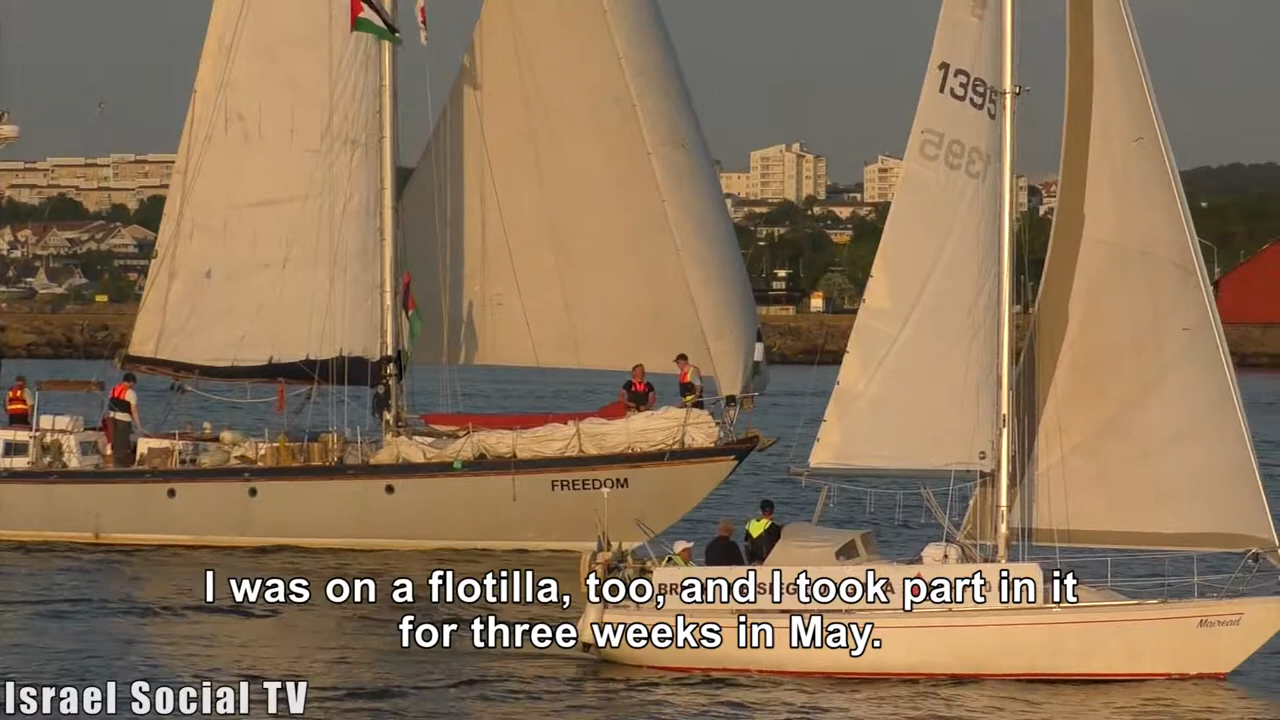 1395
1395
FREEDOM
I was on a flotilla, too, and I took part in it
for three weeks in May.
Mairead
Israel Social TV